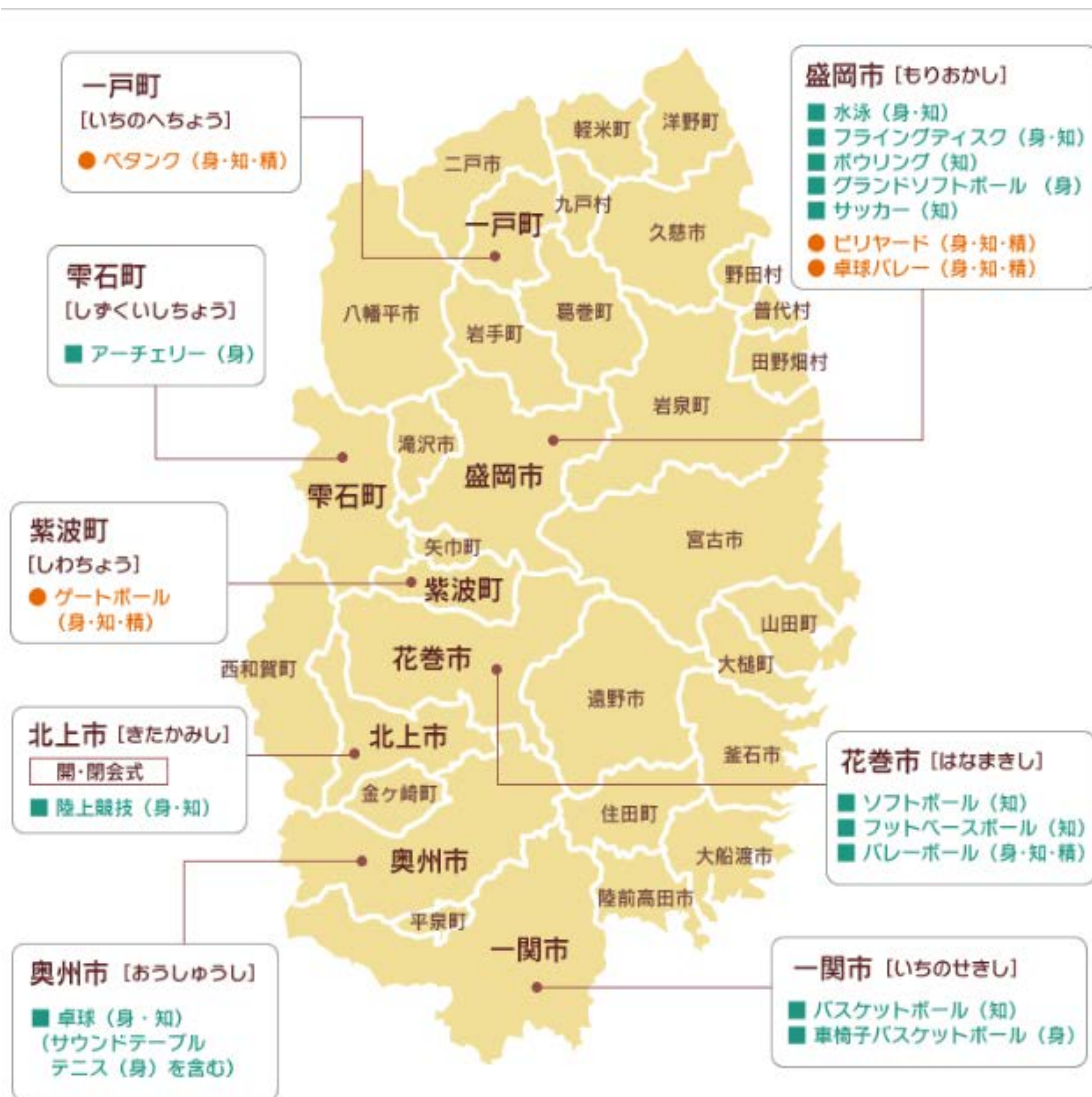 一戸町
[いちのへちょう]
● ペタンク（身・知・精）
雫石町
[しずくいしちょう]
■ アーチェリー（身）
紫波町
[しわちょう]
● ゲートボール
（身・知・精）
北上市 [きたかみし]
開・閉会式
■ 陸上競技（身・知）
奥州市 [おうしゅうし]
■ 卓球（身・知）
(サウンドテーブル
テニス（身）を含む)
盛岡市 [もりおかし]
■ 水泳（身・知）
■ フライングディスク（身・知）
■ ボウリング（知）
■ グランドソフトボール （身）
■ サッカー（知）
● ビリヤード（身・知・精）
● 卓球バレー（身・知・精）
花巻市 [はなまきし]
■ ソフトボール（知）
■ フットベースボール（知）
■ バレーボール（身・知・精）
一関市 [いちのせきし]
■ バスケットボール（知）
■ 車椅子バスケットボール（身）
洋野町
軽米町
二戸市
九戸村
一戸町
久慈市
野田村
普代村
八幡平市
岩手町
葛巻町
田野畑村
岩泉町
滝沢市
盛岡市
雫石町
宮古市
矢巾町
紫波町
山田町
大槌町
花巻市
西和賀町
遠野市
北上市
釜石市
金ヶ崎町
住田町
奥州市
大船渡市
陸前高田市
平泉町
一関市